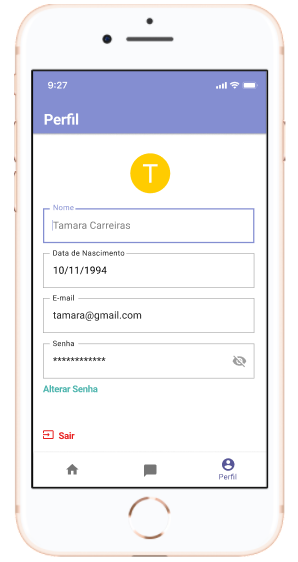 9:27
Perfil
T
Nome
Tamara Carreiras
Data de Nascimento
10/11/1994
E-mail
tamara@gmail.com
Senha
************
Alterar Senha
Sair
Perfil